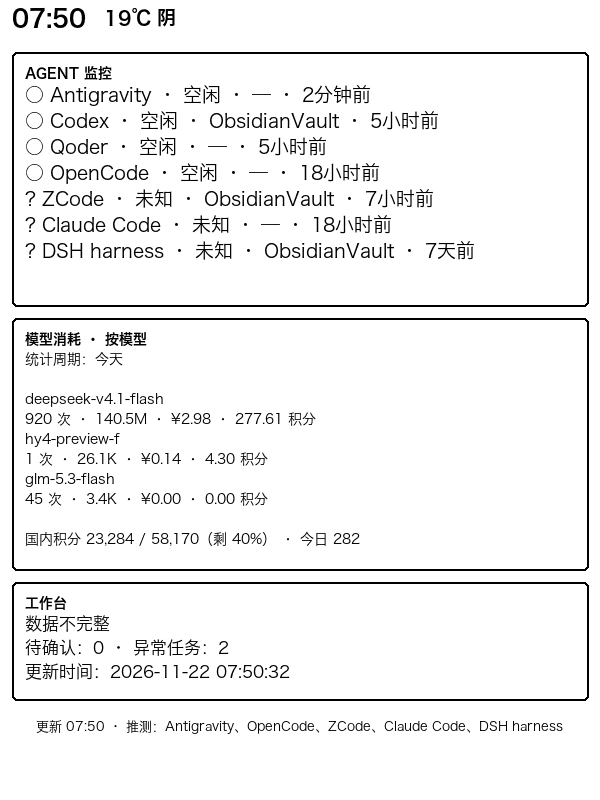 07:50 19℃ 阴
AGENT 监控
○ Antigravity · 空闲 · — · 2分钟前
○ Codex · 空闲 · ObsidianVault · 5小时前
○ Qoder · 空闲 · — · 5小时前
○ OpenCode · 空闲 · — · 18小时前
? ZCode · 未知 · ObsidianVault · 7小时前
? Claude Code · 未知 · — · 18小时前
? DSH harness · 未知 · ObsidianVault · 7天前
模型消耗 · 按模型
统计周期：今天
deepseek-v4.1-flash
920 次 · 140.5M · ¥2.98 · 277.61 积分
hy4-preview-f
1 次 · 26.1K · ¥0.14 · 4.30 积分
glm-5.3-flash
45 次 · 3.4K · ¥0.00 · 0.00 积分
国内积分 23,284 / 58,170（剩 40%） · 今日 282
工作台
数据不完整
待确认：0 · 异常任务：2
更新时间：2026-11-22 07:50:32
更新 07:50 · 推测：Antigravity、OpenCode、ZCode、Claude Code、DSH harness